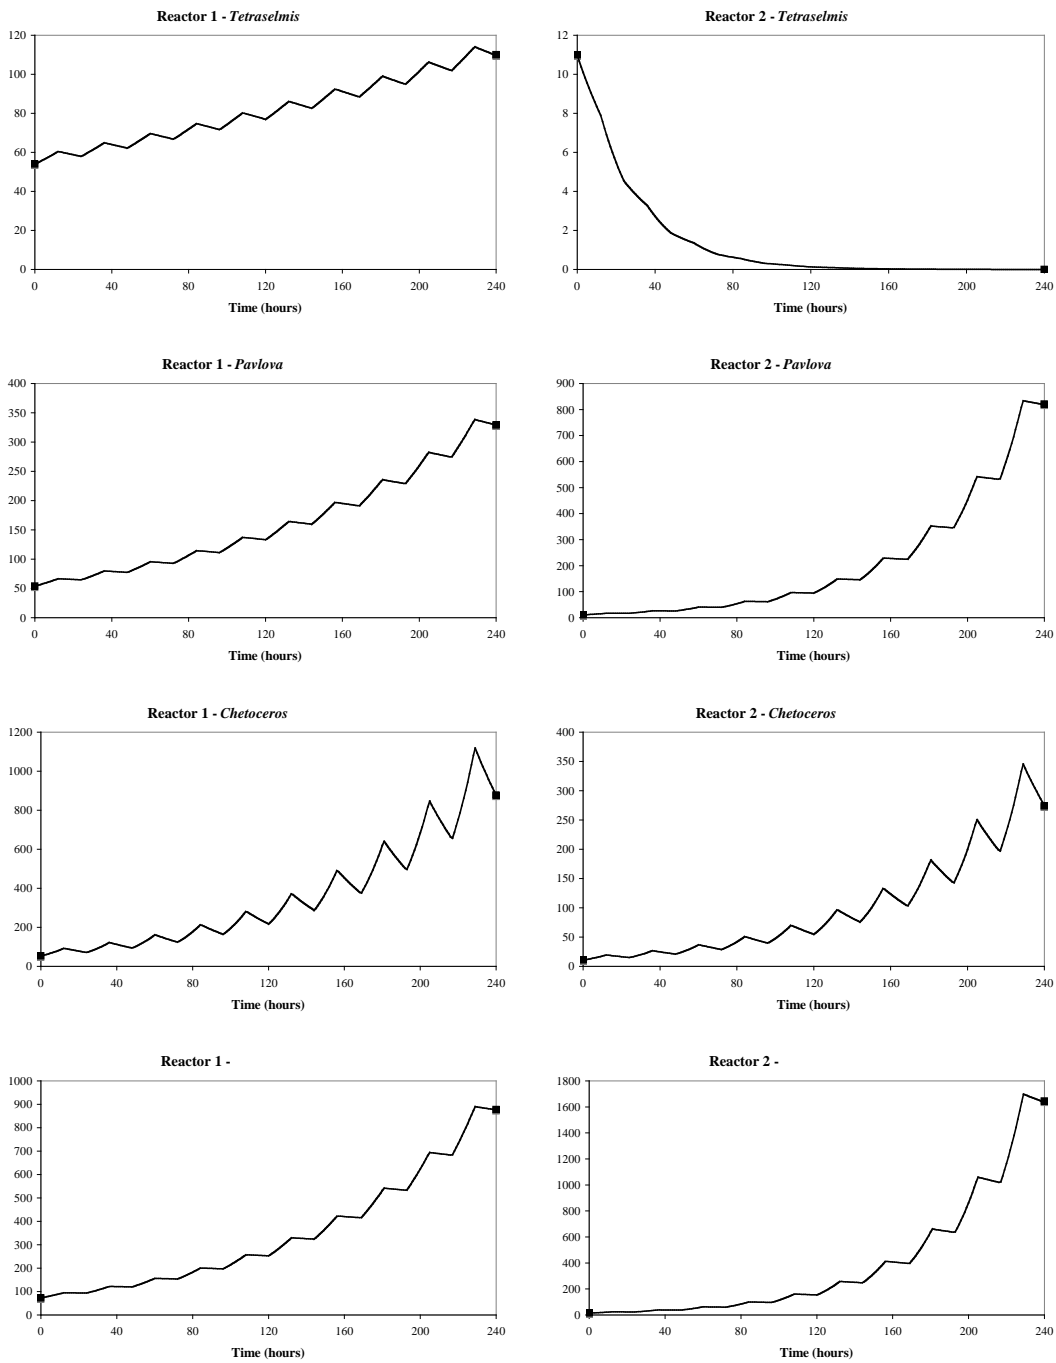 Reactor 1 - Tetraselmis
120
100
80
60
40
20
0
0 40 80 120 160 200 240
Time (hours)
Reactor 2 - Tetraselmis
12
10
8
6
4
2
0
0 40 80 120 160 200 240
Time (hours)
Reactor 1 - Pavlova
400
350
300
250
200
150
100
50
0
0 40 80 120 160 200 240
Time (hours)
Reactor 2 - Pavlova
900
800
700
600
500
400
300
200
100
0
0 40 80 120 160 200 240
Time (hours)
Reactor 1 - Chetoceros
1200
1000
800
600
400
200
0
0 40 80 120 160 200 240
Time (hours)
Reactor 2 - Chetoceros
400
350
300
250
200
150
100
50
0
0 40 80 120 160 200 240
Time (hours)
Reactor 1 -
1000
900
800
700
600
500
400
300
200
100
0
0 40 80 120 160 200 240
Time (hours)
Reactor 2 -
1800
1600
1400
1200
1000
800
600
400
200
0
0 40 80 120 160 200 240
Time (hours)